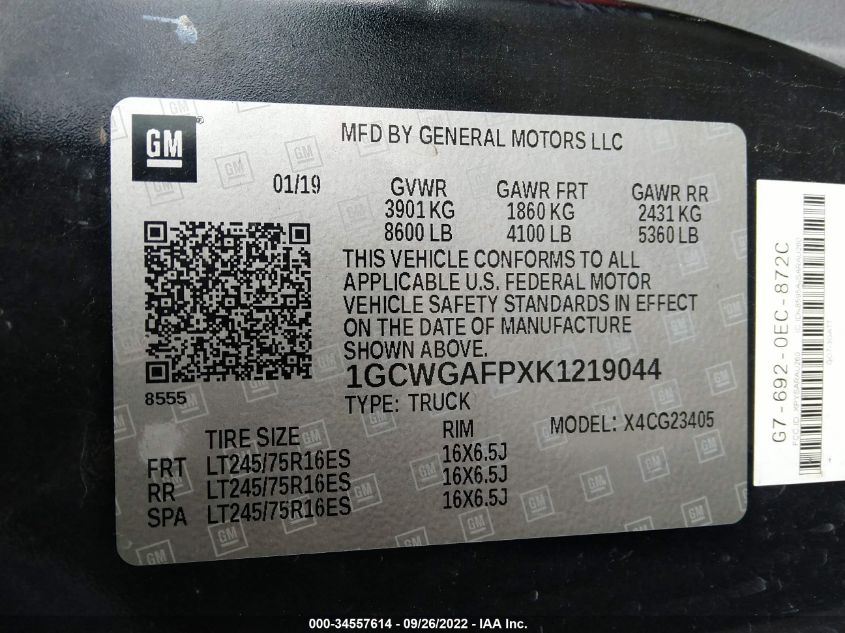 GM
MFD BY GENERAL MOTORS LLC
01/19
GVWR GAWR FRT GAWR RR
3901 KG 1860 KG 2431 KG
8600 LB 4100 LB 5360 LB
THIS VEHICLE CONFORMS TO ALL
APPLICABLE U.S. FEDERAL MOTOR
VEHICLE SAFETY STANDARDS IN EFFECT
ON THE DATE OF MANUFACTURE
SHOWN ABOVE.
1GCWGAFPXK1219044
8555
TYPE: TRUCK
MODEL: X4CG23405
TIRE SIZE RIM
FRT LT245/75R16ES 16X6.5J
RR LT245/75R16ES 16X6.5J
SPA LT245/75R16ES 16X6.5J
G7-692-0EC-872C
000-34557614 - 09/26/2022 - IAA Inc.